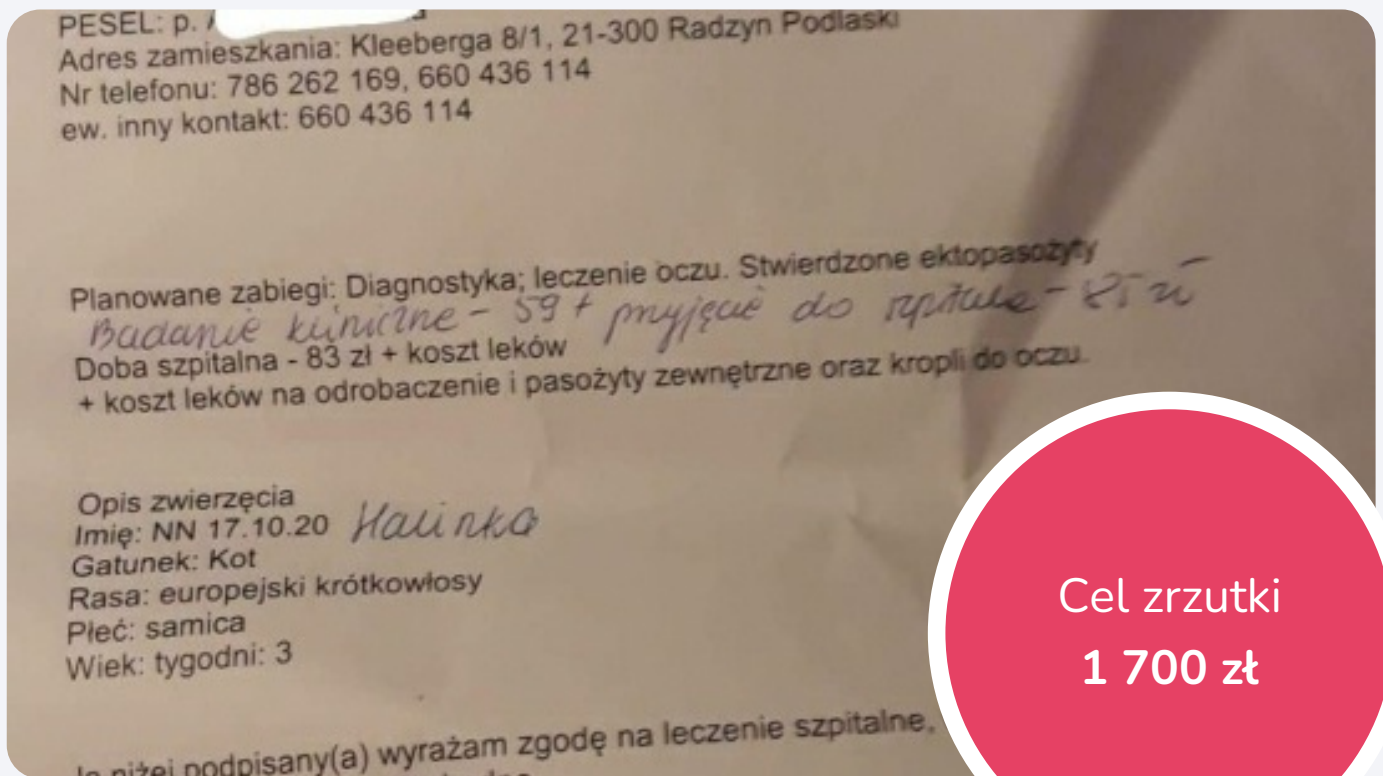 PESEL: p.
Adres zamieszkania: Kleeberga 8/1, 21-300 Radzyn Podlaski
Nr telefonu: 786 262 169, 660 436 114
ew. inny kontakt: 660 436 114
Planowane zabiegi: Diagnostyka; leczenie oczu. Stwierdzone ektopasożyty
Badanie kliniczne - 59 + przyjęcie do szpitala - 85 zł
Doba szpitalna - 83 zł + koszt leków
+ koszt leków na odrobaczenie i pasożyty zewnętrzne oraz kropli do oczu.
Opis zwierzęcia
Imię: NN 17.10.20 Halinka
Gatunek: Kot
Rasa: europejski krótkowłosy
Płeć: samica
Wiek: tygodni: 3
Ja niżej podpisany(a) wyrażam zgodę na leczenie szpitalne,
Cel zrzutki
1 700 zł